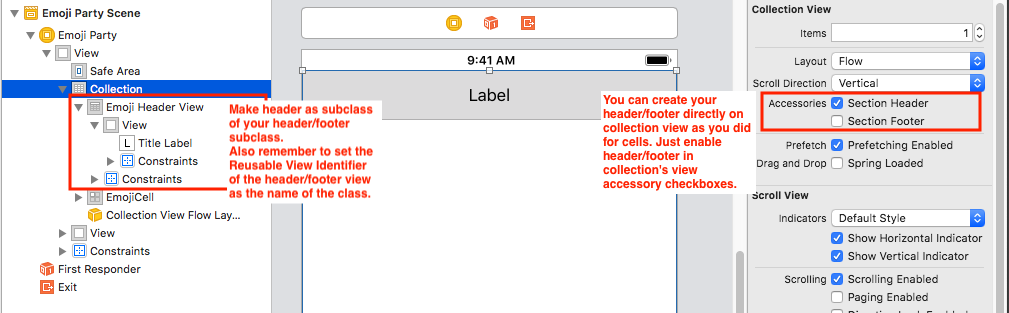 Emoji Party Scene
Emoji Party
View
Safe Area
Collection
Emoji Header View
View
L Title Label
Constraints
Constraints
EmojiCell
Collection View Flow Lay...
View
Constraints
First Responder
Exit
Make header as subclass
of your header/footer
subclass.
Also remember to set the
Reusable View Identifier
of the header/footer view
as the name of the class.
9:41 AM
Label
You can create your
header/footer directly on
collection view as you did
for cells. Just enable
header/footer in
collection's view
accessory checkboxes.
Collection View
Items 1
Layout Flow
Scroll Direction Vertical
Accessories Section Header
Section Footer
Prefetch Prefetching Enabled
Drag and Drop Spring Loaded
Scroll View
Indicators Default Style
Show Horizontal Indicator
Show Vertical Indicator
Scrolling Scrolling Enabled
Paging Enabled